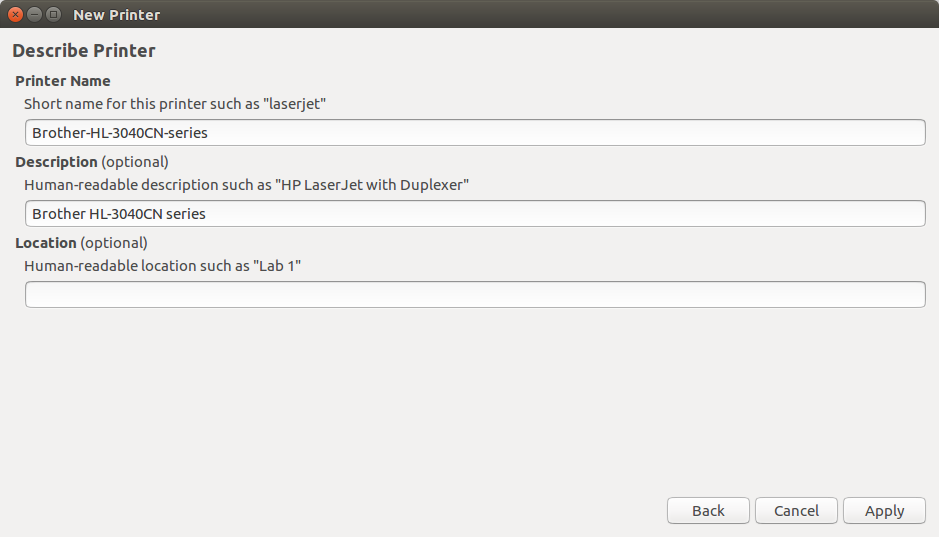 New Printer
Describe Printer
Printer Name
Short name for this printer such as "laserjet"
Brother-HL-3040CN-series
Description (optional)
Human-readable description such as "HP LaserJet with Duplexer"
Brother HL-3040CN series
Location (optional)
Human-readable location such as "Lab 1"
Back Cancel Apply